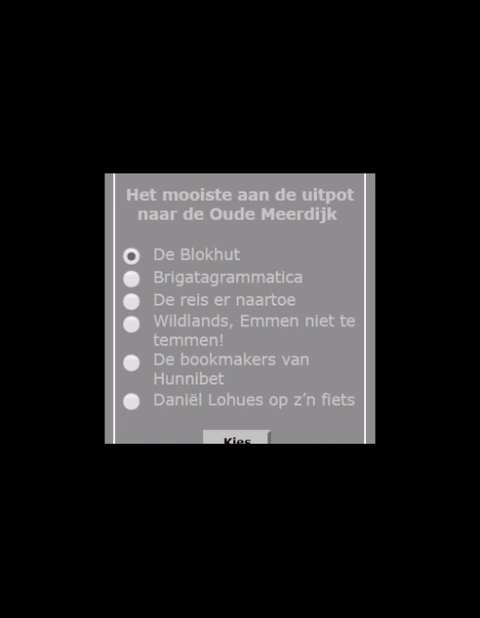 Het mooiste aan de uitpot
naar de Oude Meerdijk
De Blokhut
Brigatagrammatica
De reis er naartoe
Wildlands, Emmen niet te
temmen!
De bookmakers van
Hunnibet
Daniël Lohues op z'n fiets
Kies